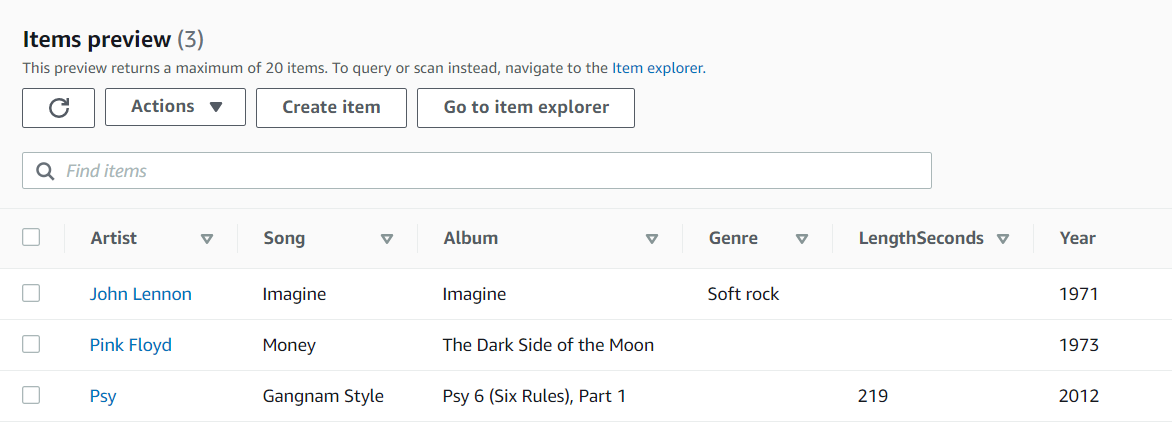 Items preview (3)
This preview returns a maximum of 20 items. To query or scan instead, navigate to the Item explorer.
Actions Create item Go to item explorer
Find items
Artist Song Album Genre LengthSeconds Year
John Lennon Imagine Imagine Soft rock 1971
Pink Floyd Money The Dark Side of the Moon 1973
Psy Gangnam Style Psy 6 (Six Rules), Part 1 219 2012